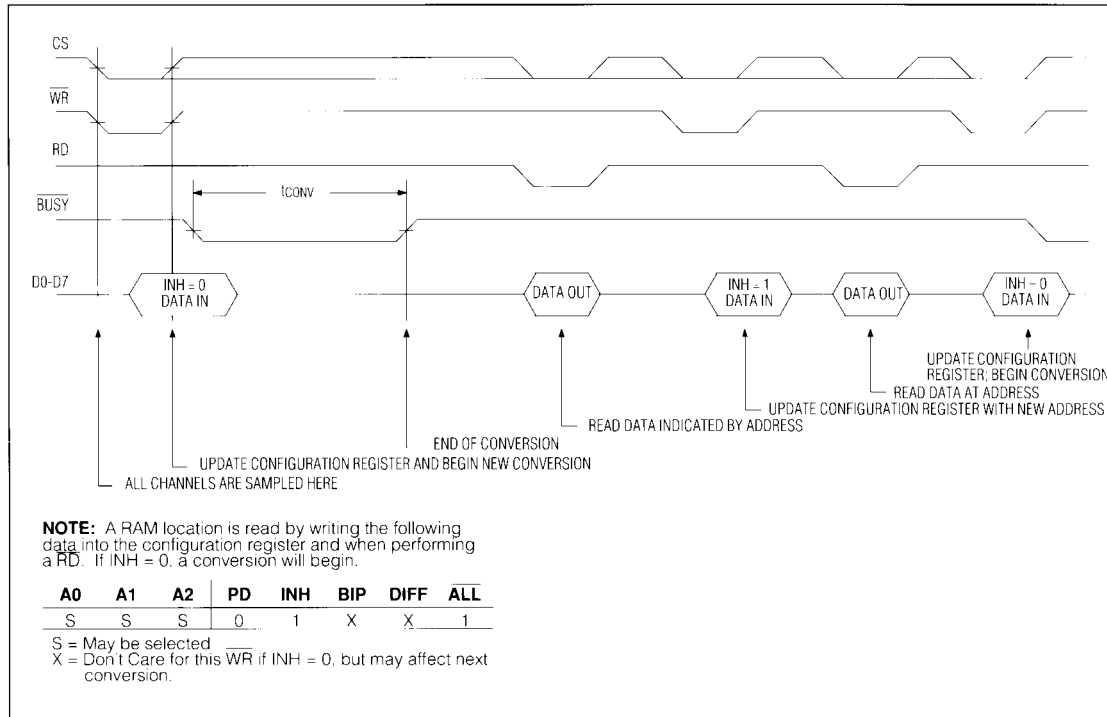 CS
WR
RD
tCONV
BUSY
D0-D7
INH = 0
DATA IN
DATA OUT
INH = 1
DATA IN
DATA OUT
INH - 0
DATA IN
UPDATE CONFIGURATION
REGISTER; BEGIN CONVERSION
READ DATA AT ADDRESS
UPDATE CONFIGURATION REGISTER WITH NEW ADDRESS
READ DATA INDICATED BY ADDRESS
END OF CONVERSION
UPDATE CONFIGURATION REGISTER AND BEGIN NEW CONVERSION
ALL CHANNELS ARE SAMPLED HERE
NOTE: A RAM location is read by writing the following
data into the configuration register and when performing
a RD. If INH = 0, a conversion will begin.
A0 A1 A2 PD INH BIP DIFF ALL
S S S 0 1 X X 1
S = May be selected
X = Don't Care for this WR if INH = 0, but may affect next
conversion.